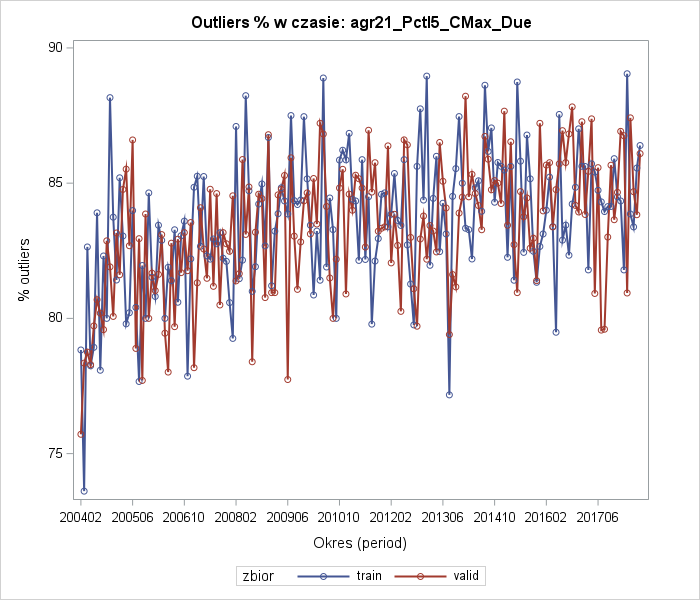 Outliers % w czasie: agr21_Pctl5_CMax_Due
% outliers
90
85
80
75
200402 200506 200610 200802 200906 201010 201202 201306 201410 201602 201706
Okres (period)
zbior train valid